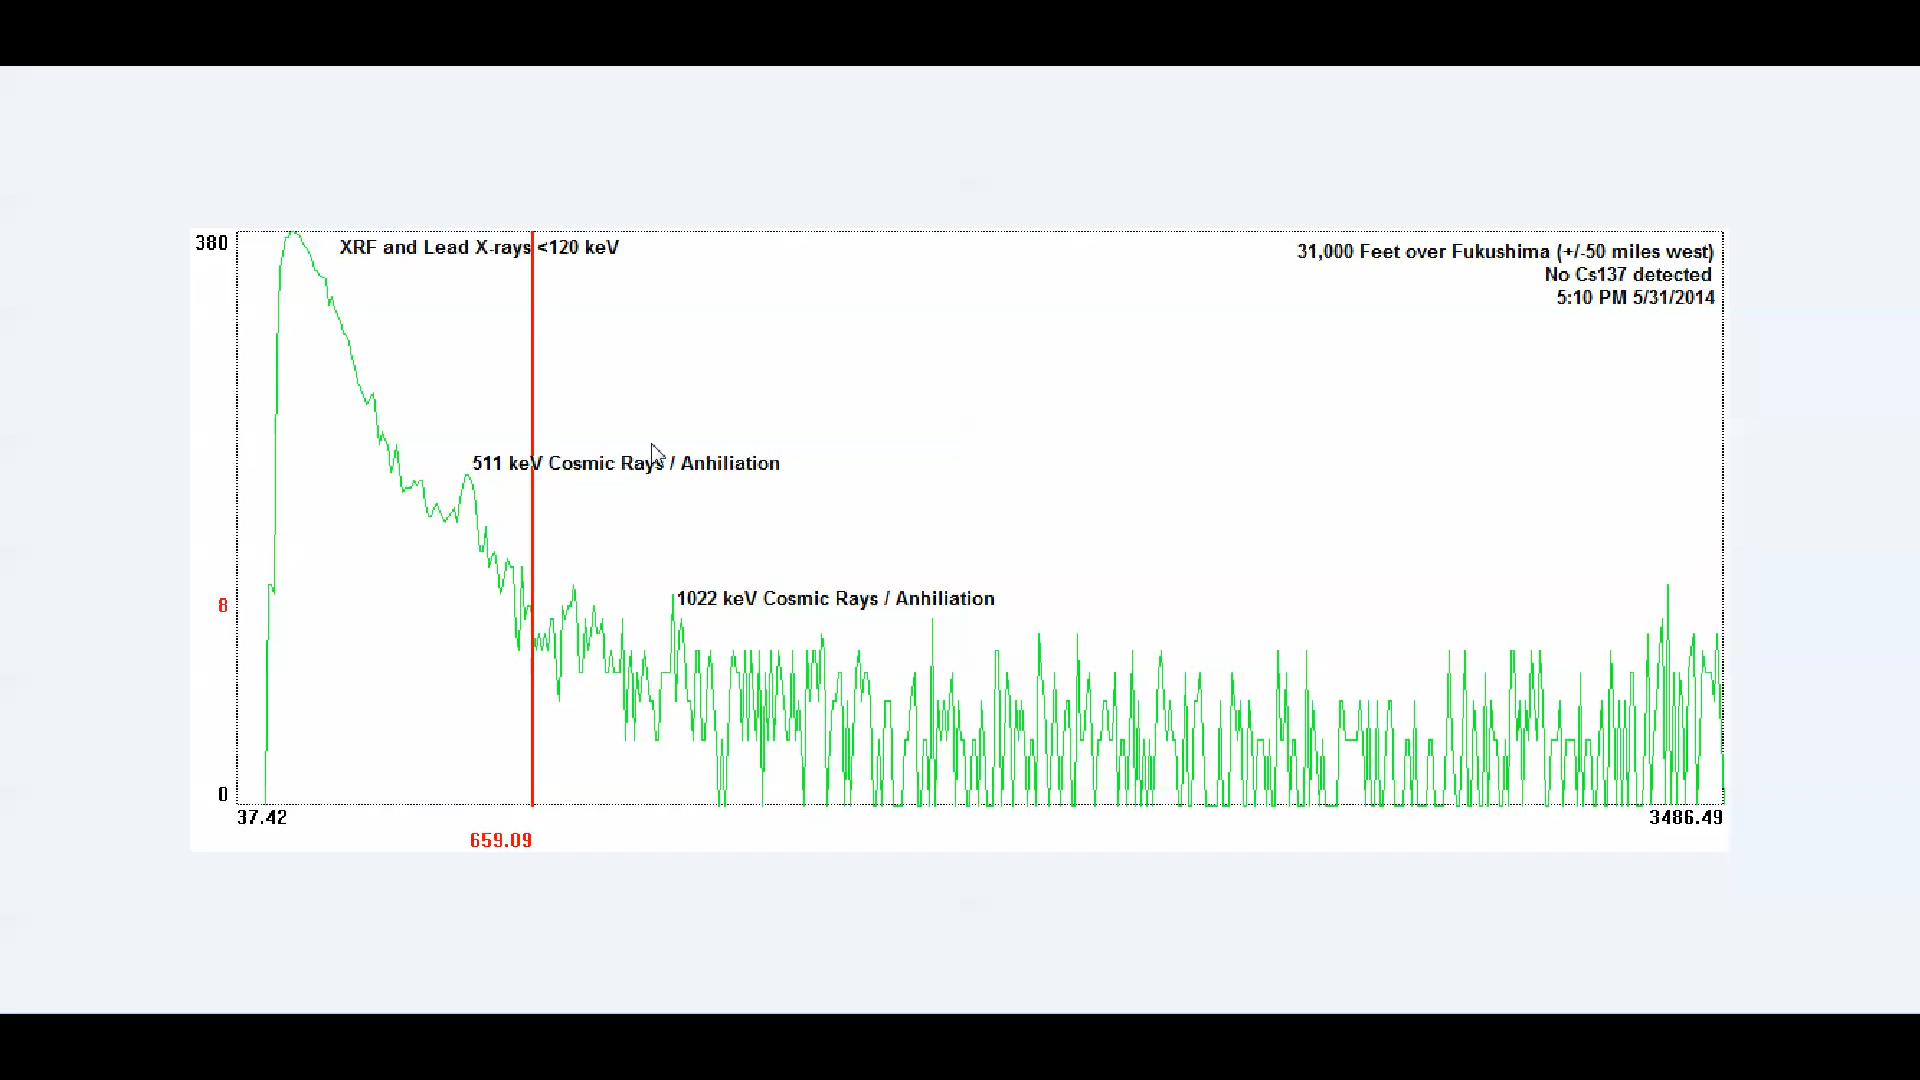 380
XRF and Lead X-rays <120 keV
31,000 Feet over Fukushima (+/-50 miles west)
No Cs137 detected
5:10 PM 5/31/2014
511 keV Cosmic Rays / Anhiliation
1022 keV Cosmic Rays / Anhiliation
8
0
37.42
3486.49
659.09